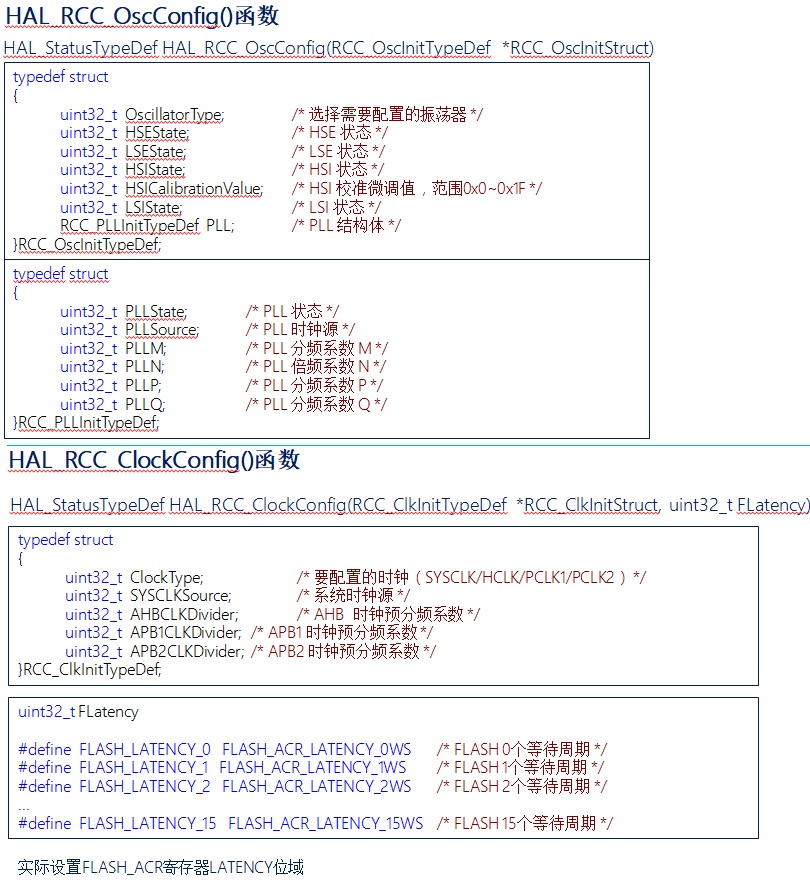 HAL_RCC_OscConfig()函数
HAL_StatusTypeDef HAL_RCC_OscConfig(RCC_OscInitTypeDef *RCC_OscInitStruct)
typedef struct
{
uint32_t OscillatorType; /* 选择需要配置的振荡器 */
uint32_t HSEState; /* HSE 状态 */
uint32_t LSEState; /* LSE 状态 */
uint32_t HSIState; /* HSI 状态 */
uint32_t HSICalibrationValue; /* HSI 校准微调值，范围0x0~0x1F */
uint32_t LSIState; /* LSI 状态 */
RCC_PLLInitTypeDef PLL; /* PLL 结构体 */
}RCC_OscInitTypeDef;
typedef struct
{
uint32_t PLLState; /* PLL 状态 */
uint32_t PLLSource; /* PLL 时钟源 */
uint32_t PLLM; /* PLL 分频系数 M */
uint32_t PLLN; /* PLL 倍频系数 N */
uint32_t PLLP; /* PLL 分频系数 P */
uint32_t PLLQ; /* PLL 分频系数 Q */
}RCC_PLLInitTypeDef;
HAL_RCC_ClockConfig()函数
HAL_StatusTypeDef HAL_RCC_ClockConfig(RCC_ClkInitTypeDef *RCC_ClkInitStruct, uint32_t FLatency)
typedef struct
{
uint32_t ClockType; /* 要配置的时钟（SYSCLK/HCLK/PCLK1/PCLK2）*/
uint32_t SYSCLKSource; /* 系统时钟源 */
uint32_t AHBCLKDivider; /* AHB 时钟预分频系数 */
uint32_t APB1CLKDivider; /* APB1 时钟预分频系数 */
uint32_t APB2CLKDivider; /* APB2 时钟预分频系数 */
}RCC_ClkInitTypeDef;
uint32_t FLatency
#define FLASH_LATENCY_0 FLASH_ACR_LATENCY_0WS /* FLASH 0个等待周期 */
#define FLASH_LATENCY_1 FLASH_ACR_LATENCY_1WS /* FLASH 1个等待周期 */
#define FLASH_LATENCY_2 FLASH_ACR_LATENCY_2WS /* FLASH 2个等待周期 */
...
#define FLASH_LATENCY_15 FLASH_ACR_LATENCY_15WS /* FLASH 15个等待周期 */
实际设置FLASH_ACR寄存器LATENCY位域